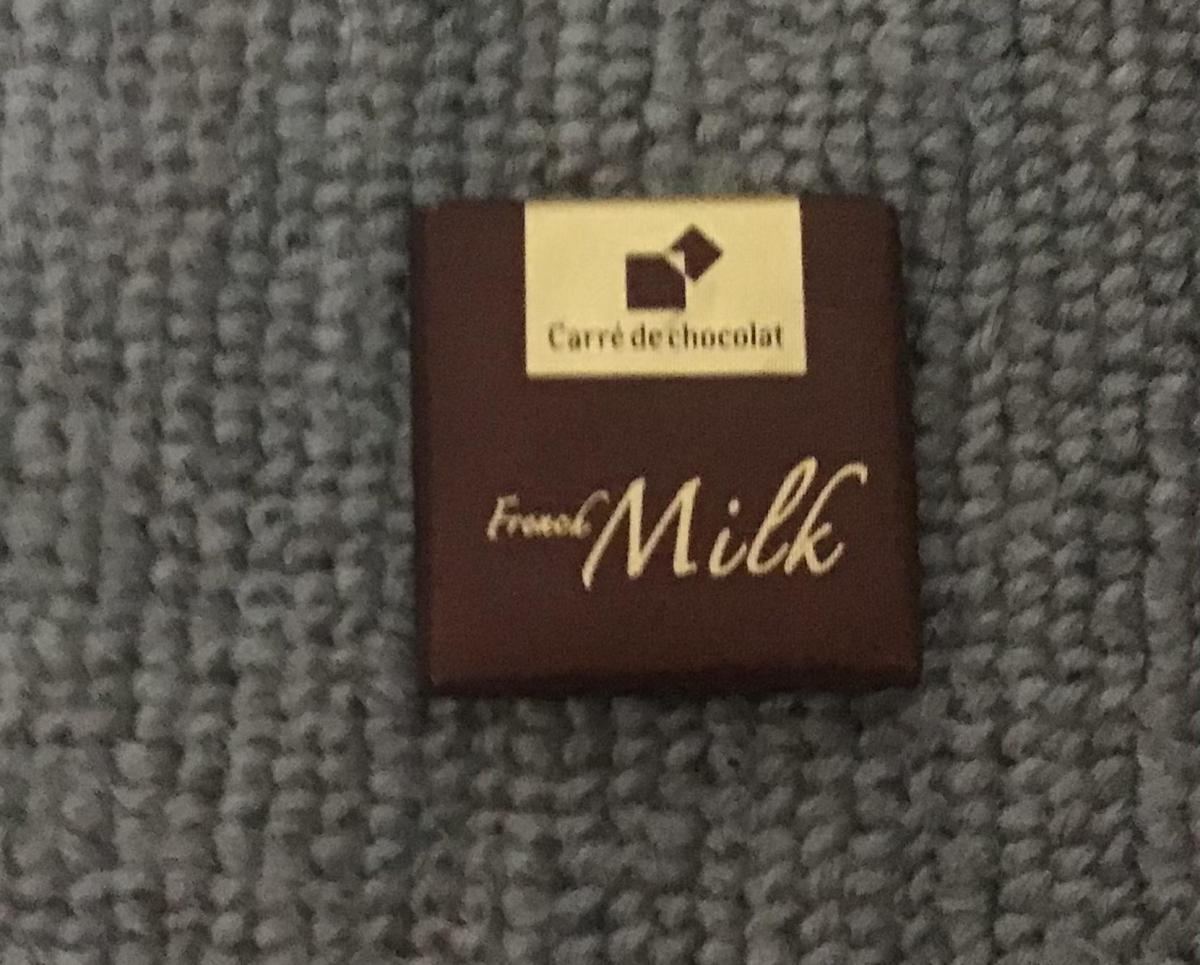 Carré de chocolat
French Milk